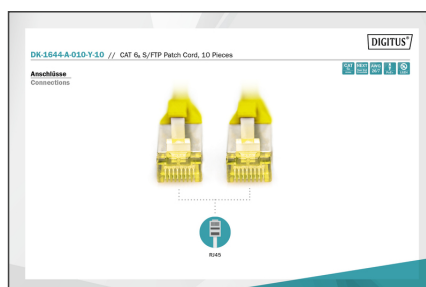 DIGITUS®
DK-1644-A-010-Y-10 // CAT 6A S/FTP Patch Cord, 10 Pieces
Anschlüsse
Connections
RJ45